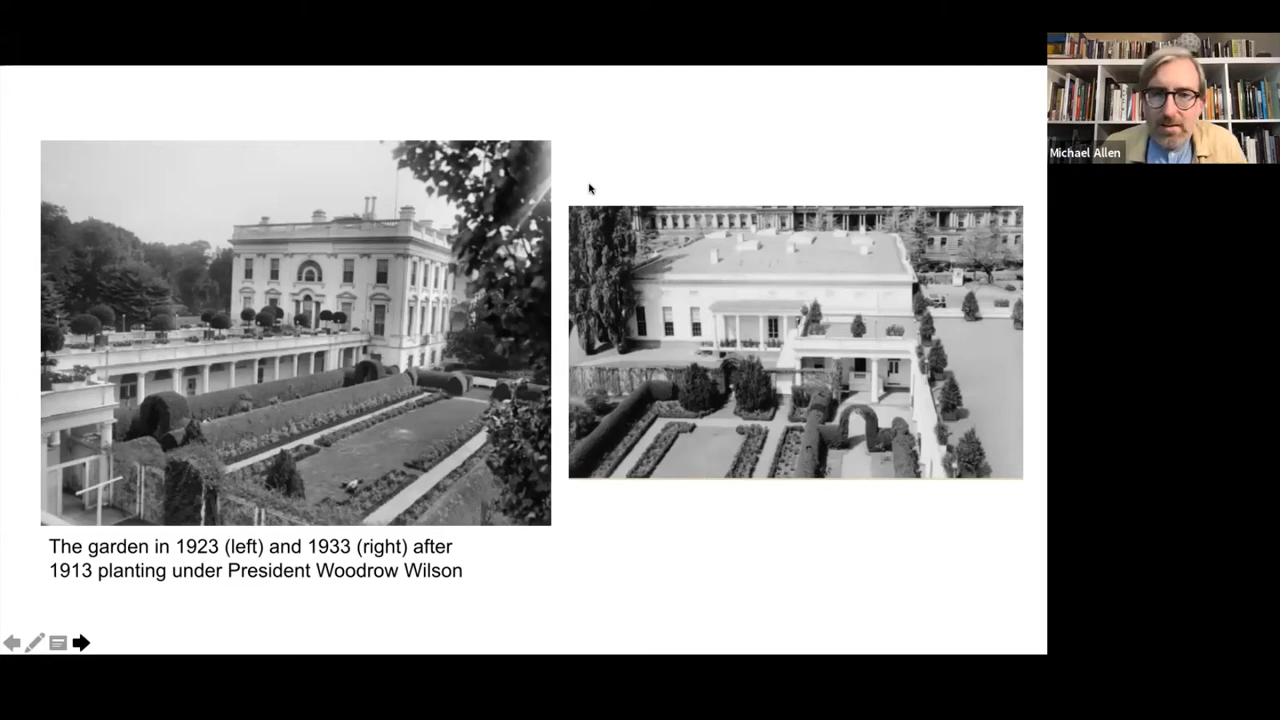 Michael Allen
The garden in 1923 (left) and 1933 (right) after
1913 planting under President Woodrow Wilson